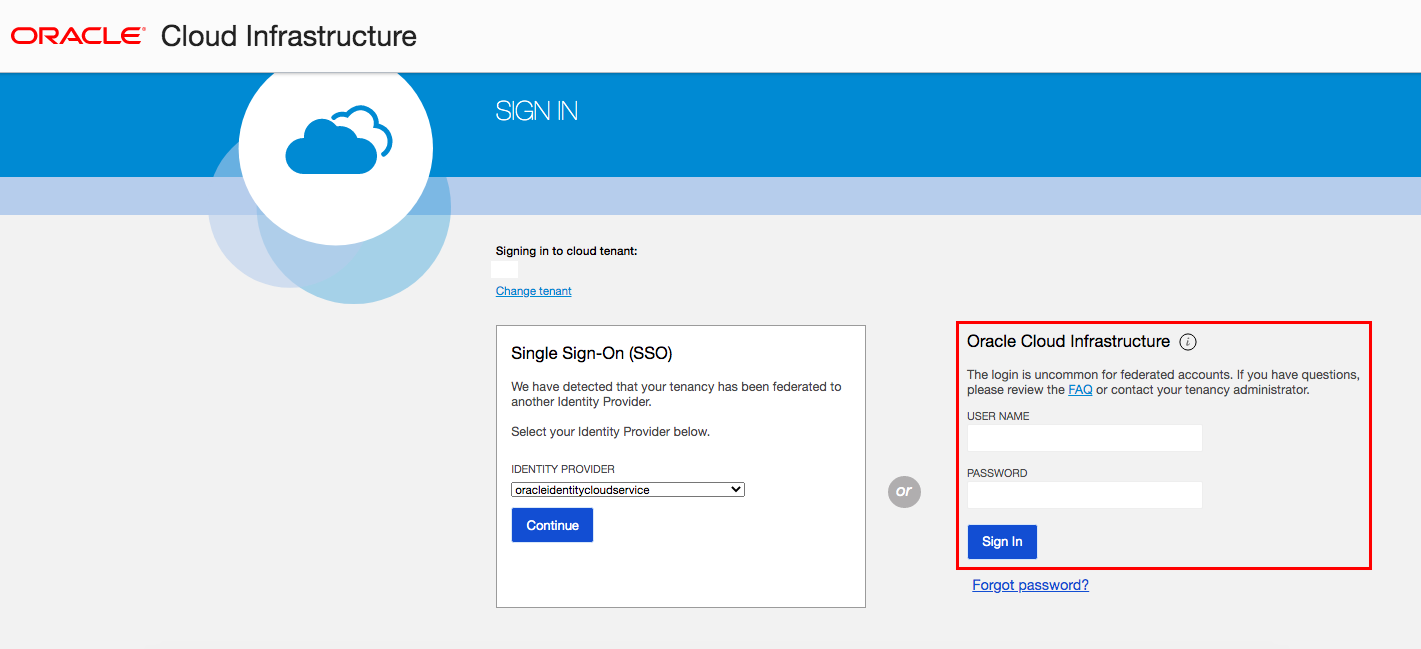 ORACLE® Cloud Infrastructure
SIGN IN
Signing in to cloud tenant:
Change tenant
Single Sign-On (SSO)
We have detected that your tenancy has been federated to
another Identity Provider.
Select your Identity Provider below.
IDENTITY PROVIDER
oracleidentitycloudservice
Continue
or
Oracle Cloud Infrastructure i
The login is uncommon for federated accounts. If you have questions,
please review the FAQ or contact your tenancy administrator.
USER NAME
PASSWORD
Sign In
Forgot password?